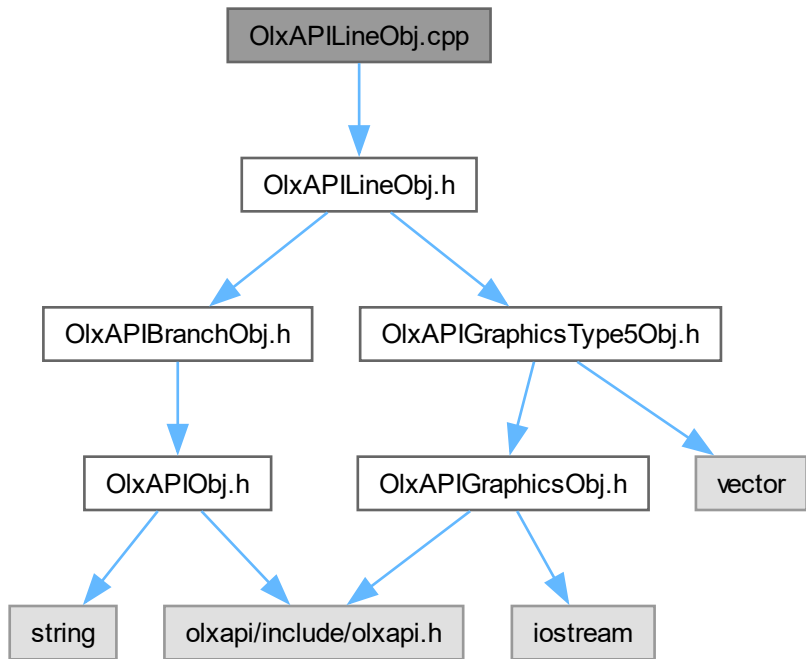 OlxAPILineObj.cpp
OlxAPILineObj.h
OlxAPIBranchObj.h
OlxAPIGraphicsType5Obj.h
OlxAPIObj.h
OlxAPIGraphicsObj.h
vector
string
olxapi/include/olxapi.h
iostream